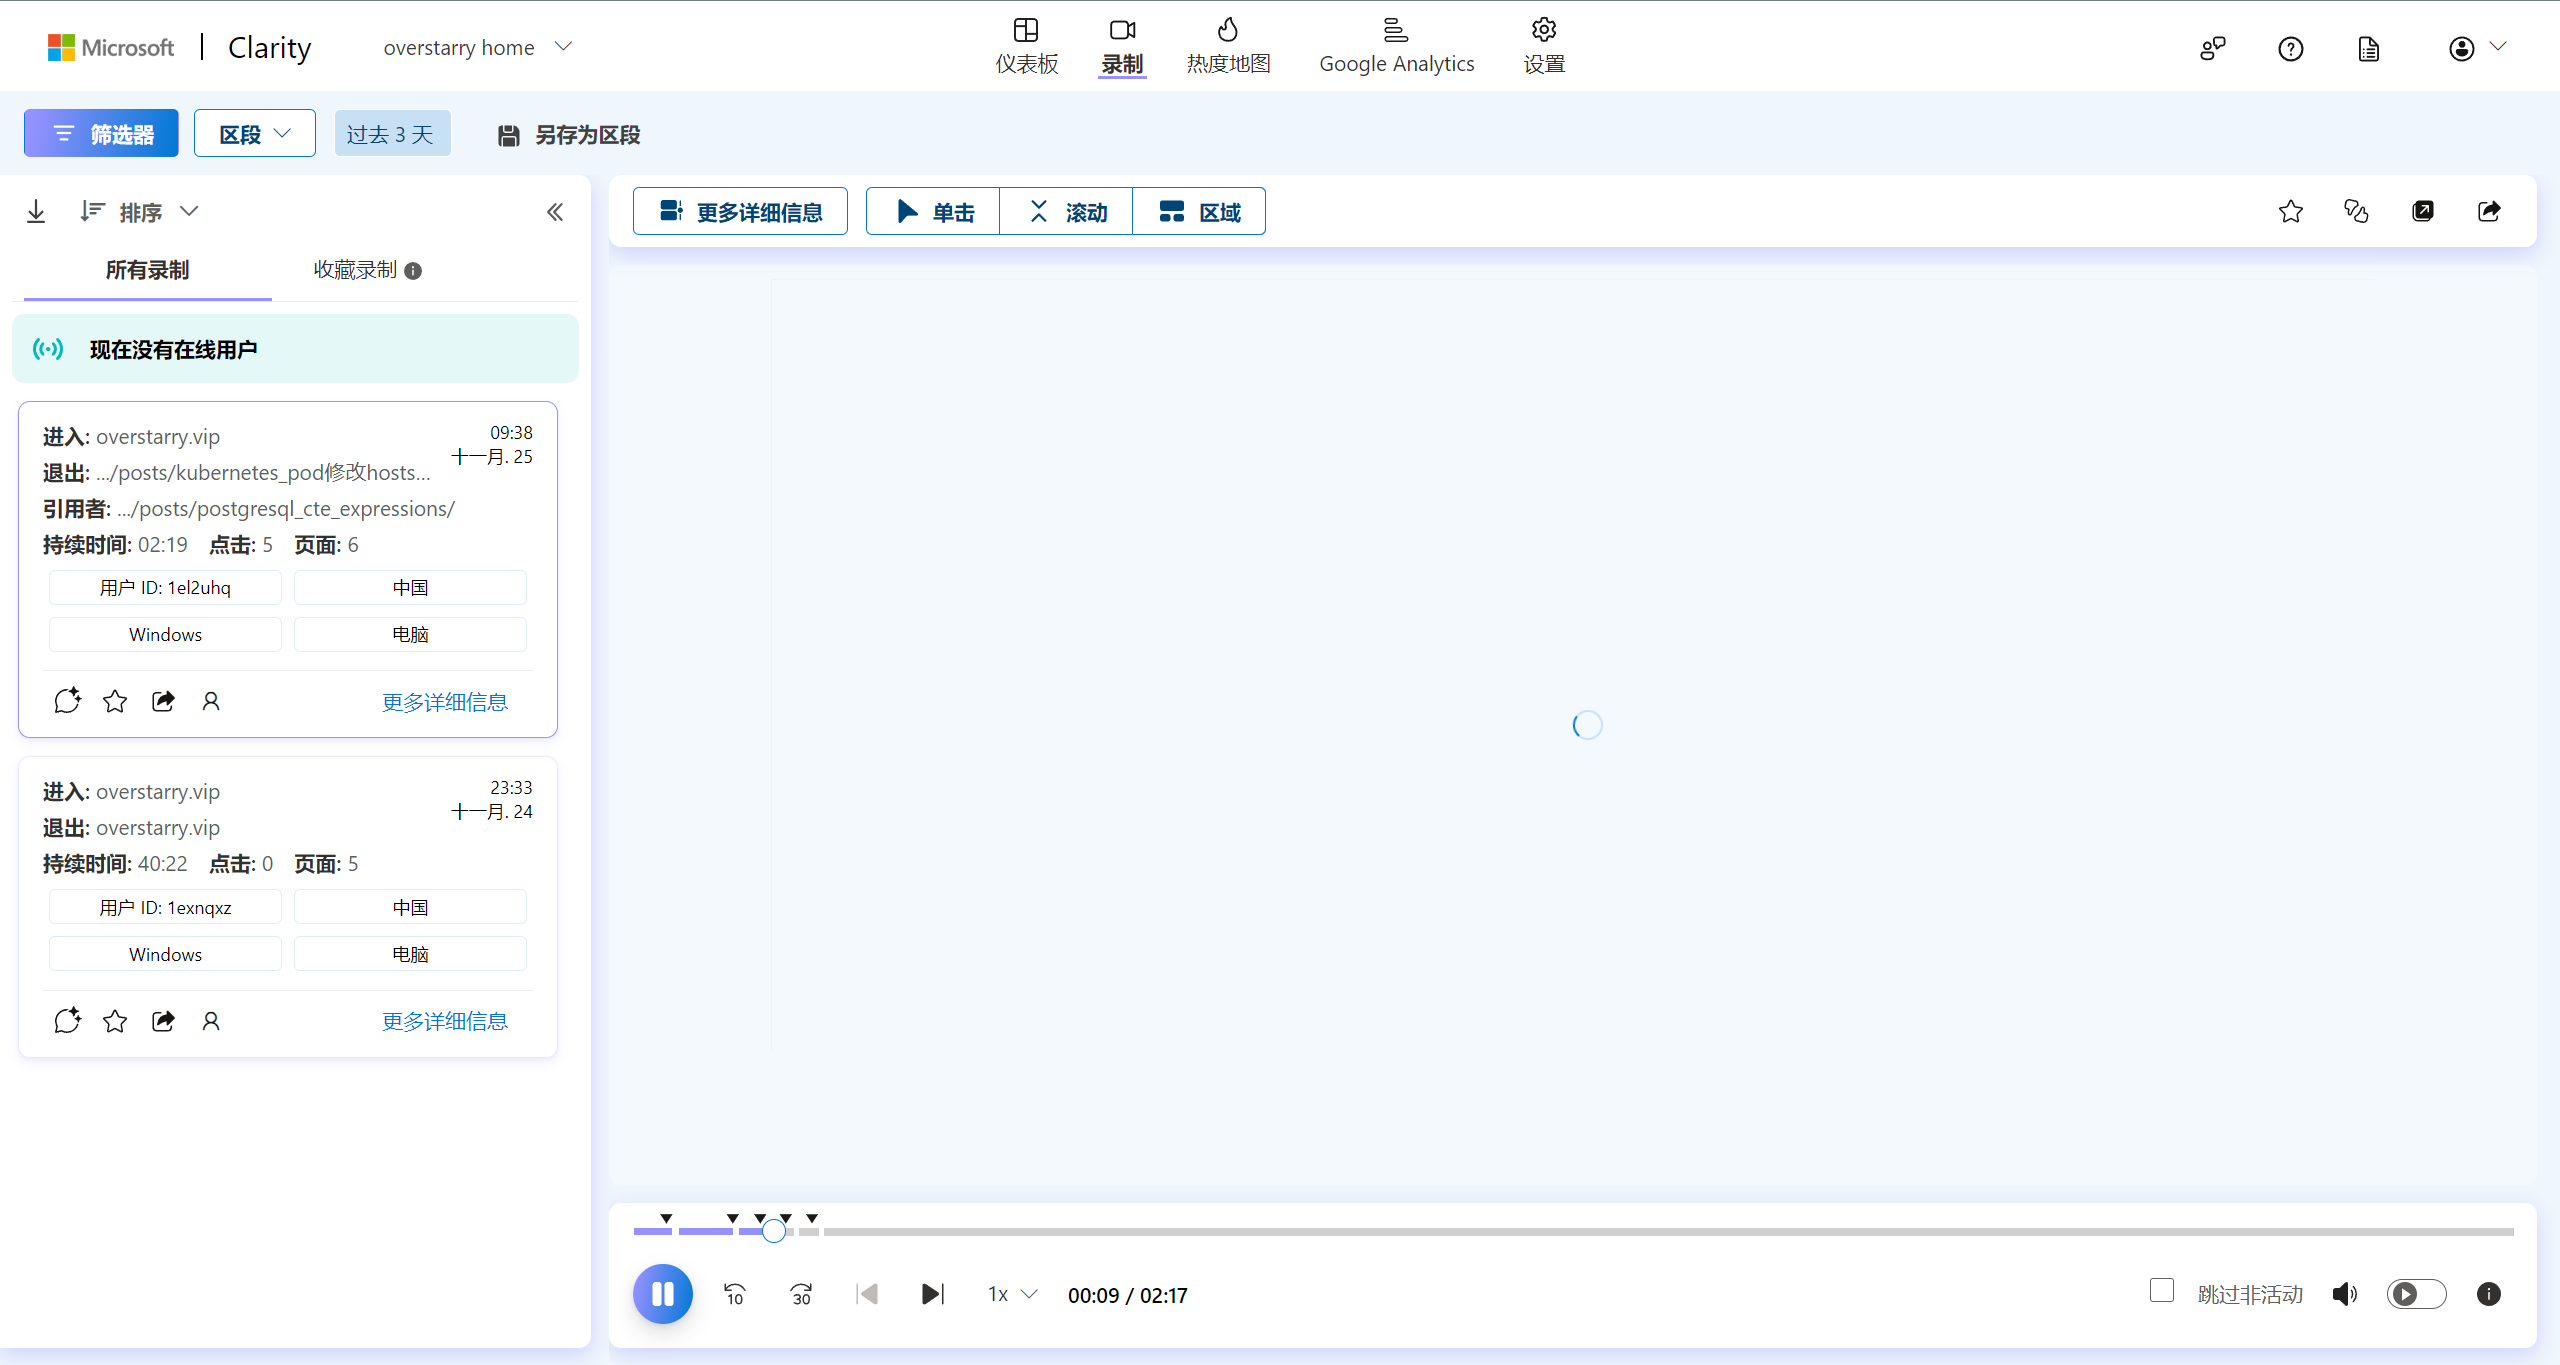 Microsoft Clarity overstarry home
仪表板 录制 热度地图 Google Analytics 设置
筛选器 区段 过去 3 天 另存为区段
排序
所有录制 收藏录制
现在没有在线用户
进入: overstarry.vip 09:38
十一月. 25
退出: .../posts/kubernetes_pod修改hosts...
引用者: .../posts/postgresql_cte_expressions/
持续时间: 02:19 点击: 5 页面: 6
用户 ID: 1el2uhq 中国
Windows 电脑
更多详细信息
进入: overstarry.vip 23:33
十一月. 24
退出: overstarry.vip
持续时间: 40:22 点击: 0 页面: 5
用户 ID: 1exnqxz 中国
Windows 电脑
更多详细信息
更多详细信息 单击 滚动 区域
10 30 1x 00:09 / 02:17 跳过非活动